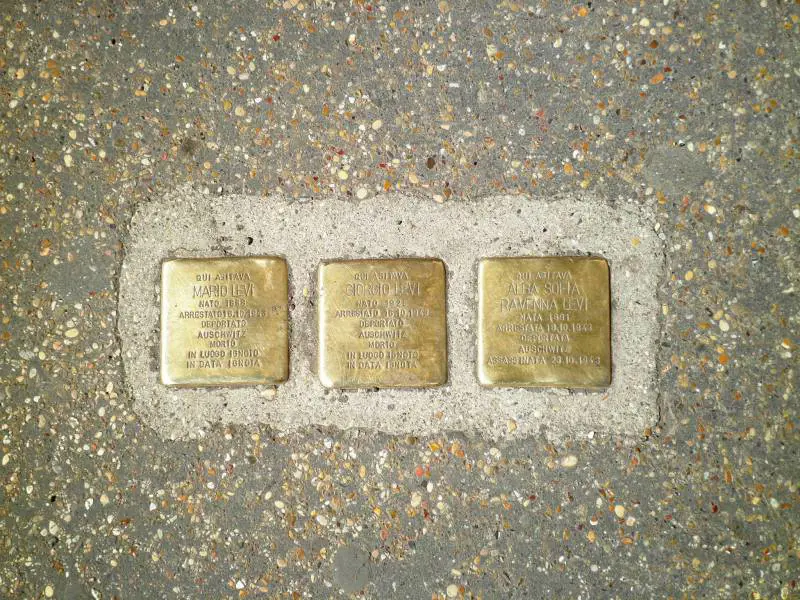 QUI ABITAVA
MARIO LEVI
NATO
ARRESTATO 16.10.1943
DEPORTATO
AUSCHWITZ
MORTO
IN LUOGO IGNOTO
IN DATA IGNOTA
QUI ABITAVA
GIORGIO LEVI
NATO
ARRESTATO 16.10.1943
DEPORTATO
AUSCHWITZ
MORTO
IN LUOGO IGNOTO
IN DATA IGNOTA
QUI ABITAVA
ALBA SOFIA
RAVENNA LEVI
NATA 1891
ARRESTATA 16.10.1943
DEPORTATA
AUSCHWITZ
ASSASSINATA 23.10.1943